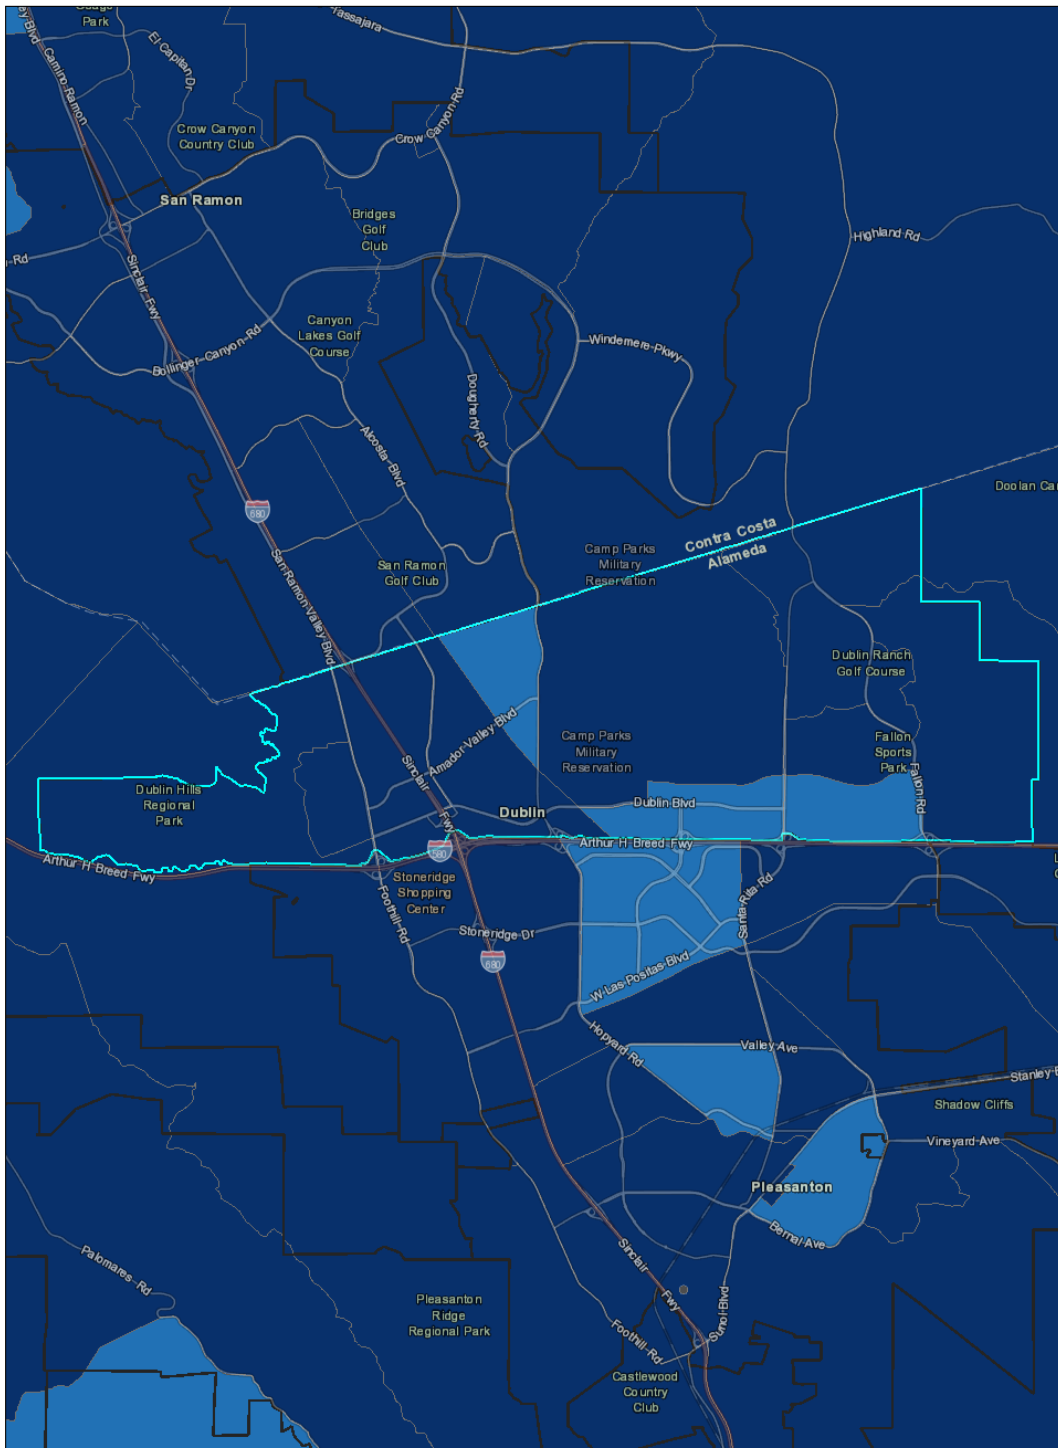 Park
Tassajara
ey Blvd
El Capitan Dr
Camino Ramon
Crow Canyon Rd
Crow Canyon
Country Club
San Ramon
Bridges
Golf
Club
Highland Rd
Sinclair Fwy
Canyon
Lakes Golf
Course
Bollinger Canyon Rd
Windemere Pkwy
Dougherty Rd
Alcosta Blvd
680
Doolan Ca
Contra Costa
Alameda
Camp Parks
Military
Reservation
San Ramon
Golf Club
San Ramon Valley Blvd
Dublin Ranch
Golf Course
Amador Valley Blvd
Camp Parks
Military
Reservation
Fallon
Sports
Park
Fallon Rd
Sinclair
Fwy
Dublin Hills
Regional
Park
Dublin
Dublin Blvd
Arthur H Breed Fwy
580
Arthur H Breed Fwy
Stoneridge
Shopping
Center
Foothill Rd
Santa Rita Rd
Stoneridge Dr
680
W Las Positas Blvd
Hopyard Rd
Valley Ave
Stanley
Shadow Cliffs
Vineyard Ave
Pleasanton
Bernal Ave
Sinclair
Fwy
Palomares Rd
Pleasanton
Ridge
Regional Park
Sunol Blvd
Foothill Rd
Castlewood
Country
Club